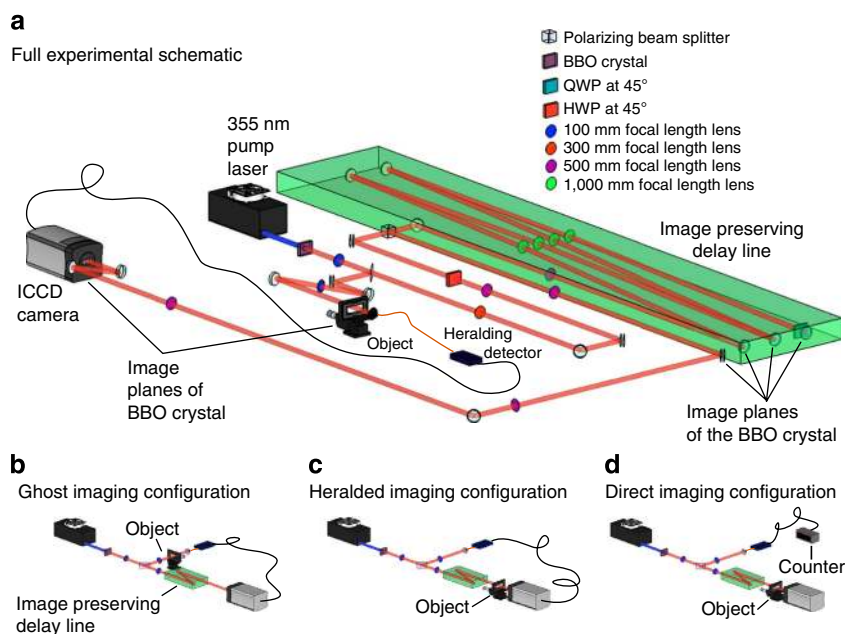 a
Full experimental schematic
Polarizing beam splitter
BBO crystal
QWP at 45°
HWP at 45°
100 mm focal length lens
300 mm focal length lens
500 mm focal length lens
1,000 mm focal length lens
355 nm
pump
laser
Image preserving
delay line
ICCD
camera
Object
Heralding
detector
Image
planes of
BBO crystal
Image planes
of the BBO crystal
b
Ghost imaging configuration
Object
Image preserving
delay line
c
Heralded imaging configuration
Object
d
Direct imaging configuration
Counter
Object